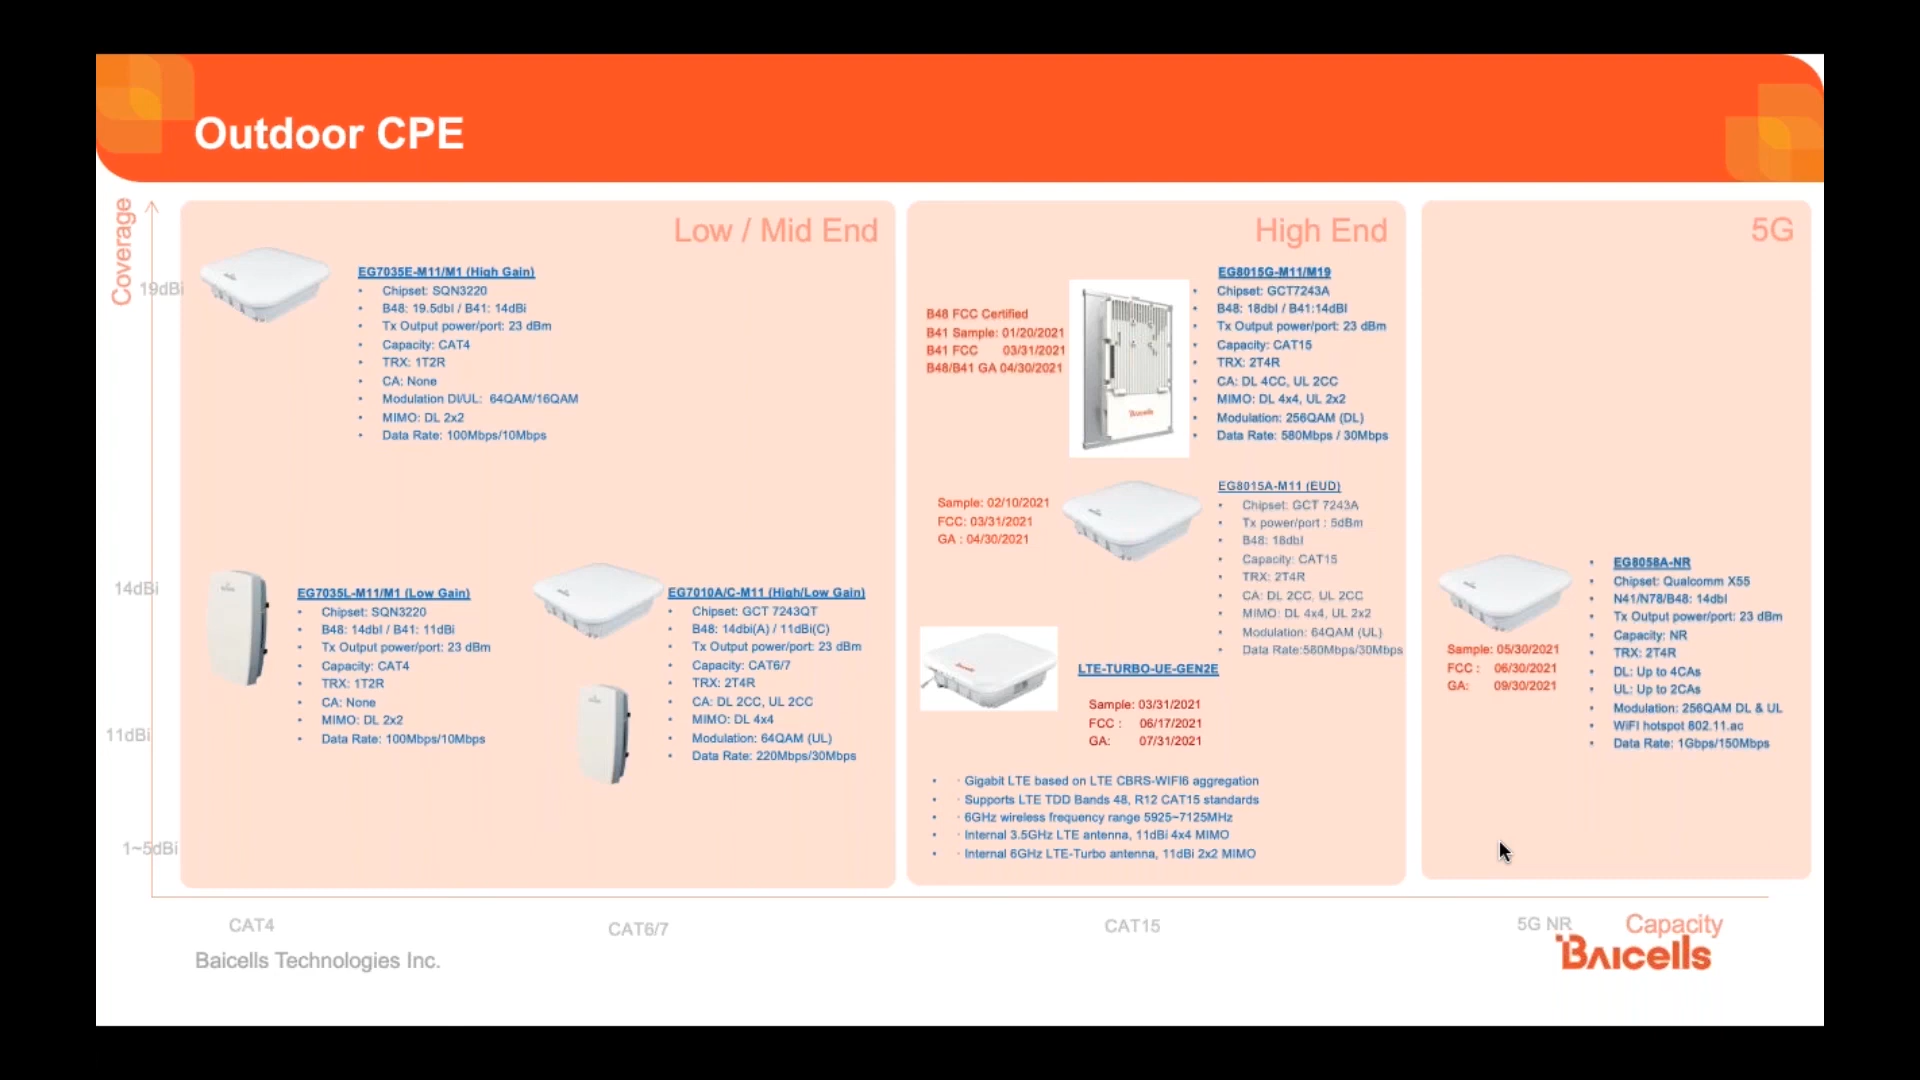 Outdoor CPE
Coverage
19dBi
14dBi
11dBi
1~5dBi
Low / Mid End
EG7035E-M11/M1 (High Gain)
• Chipset: SQN3220
• B48: 19.5dbI / B41: 14dBi
• Tx Output power/port: 23 dBm
• Capacity: CAT4
• TRX: 1T2R
• CA: None
• Modulation Dl/UL: 64QAM/16QAM
• MIMO: DL 2x2
• Data Rate: 100Mbps/10Mbps
EG7035L-M11/M1 (Low Gain)
• Chipset: SQN3220
• B48: 14dbI / B41: 11dBi
• Tx Output power/port: 23 dBm
• Capacity: CAT4
• TRX: 1T2R
• CA: None
• MIMO: DL 2x2
• Data Rate: 100Mbps/10Mbps
EG7010A/C-M11 (High/Low Gain)
• Chipset: GCT 7243QT
• B48: 14dbi(A) / 11dBi(C)
• Tx Output power/port: 23 dBm
• Capacity: CAT6/7
• TRX: 2T4R
• CA: DL 2CC, UL 2CC
• MIMO: DL 4x4
• Modulation: 64QAM (UL)
• Data Rate: 220Mbps/30Mbps
High End
B48 FCC Certified
B41 Sample: 01/20/2021
B41 FCC 03/31/2021
B48/B41 GA 04/30/2021
Baicells
EG8015G-M11/M19
• Chipset: GCT7243A
• B48: 18dbI / B41:14dBI
• Tx Output power/port: 23 dBm
• Capacity: CAT15
• TRX: 2T4R
• CA: DL 4CC, UL 2CC
• MIMO: DL 4x4, UL 2x2
• Modulation: 256QAM (DL)
• Data Rate: 580Mbps / 30Mbps
Sample: 02/10/2021
FCC: 03/31/2021
GA : 04/30/2021
EG8015A-M11 (EUD)
• Chipset: GCT 7243A
• Tx power/port : 5dBm
• B48: 18dbI
• Capacity: CAT15
• TRX: 2T4R
• CA: DL 2CC, UL 2CC
• MIMO: DL 4x4, UL 2x2
• Modulation: 64QAM (UL)
• Data Rate:580Mbps/30Mbps
Baicells
LTE-TURBO-UE-GEN2E
Sample: 03/31/2021
FCC : 06/17/2021
GA: 07/31/2021
• · Gigabit LTE based on LTE CBRS-WIFI6 aggregation
• · Supports LTE TDD Bands 48, R12 CAT15 standards
• · 6GHz wireless frequency range 5925~7125MHz
• · Internal 3.5GHz LTE antenna, 11dBi 4x4 MIMO
• · Internal 6GHz LTE-Turbo antenna, 11dBi 2x2 MIMO
5G
Sample: 05/30/2021
FCC : 06/30/2021
GA: 09/30/2021
• EG8058A-NR
• Chipset: Qualcomm X55
• N41/N78/B48: 14dbI
• Tx Output power/port: 23 dBm
• Capacity: NR
• TRX: 2T4R
• DL: Up to 4CAs
• UL: Up to 2CAs
• Modulation: 256QAM DL & UL
• WiFI hotspot 802.11.ac
• Data Rate: 1Gbps/150Mbps
CAT4
CAT6/7
CAT15
5G NR
Capacity
Baicells Technologies Inc.
BAICELLS